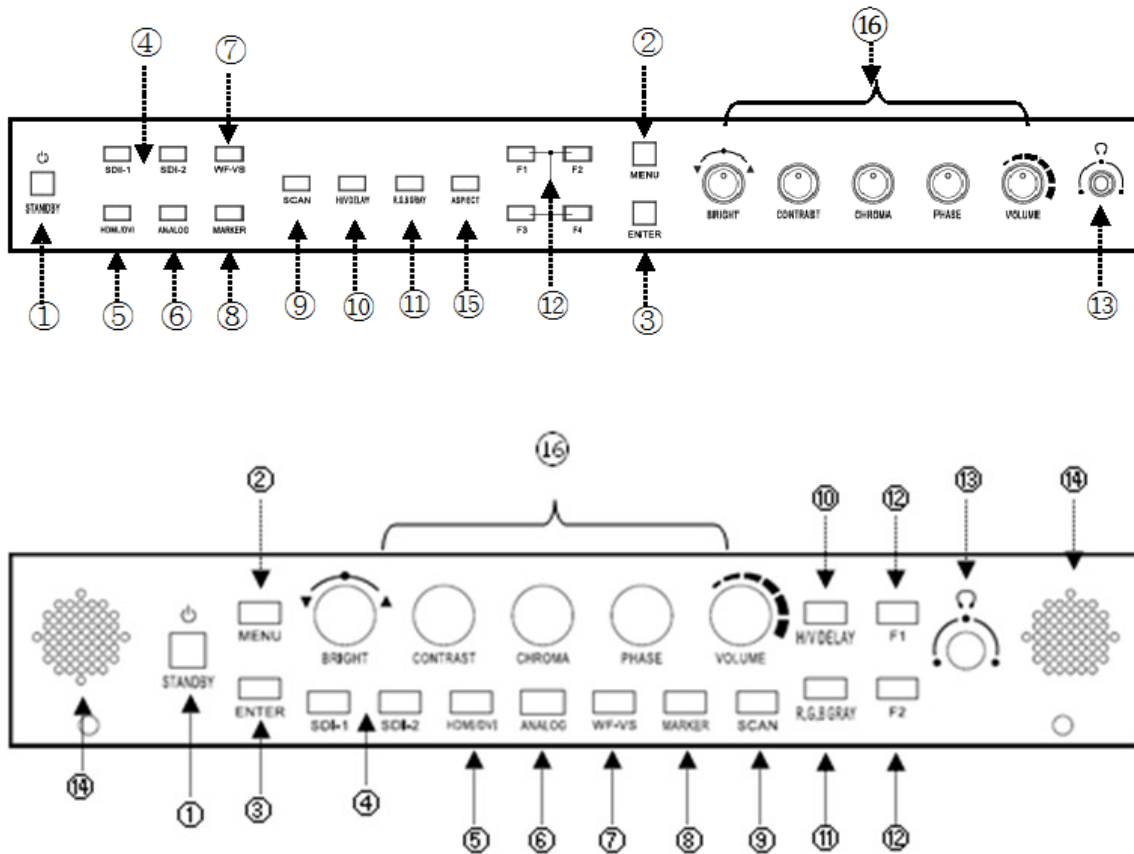 ④ ⑦ ② ⑯
SDI-1 SDI-2 WF-VS F1 F2 MENU
STANDBY SCAN H/V DELAY R.G.B GRAY ASPECT BRIGHT CONTRAST CHROMA PHASE VOLUME
HDMI/DVI ANALOG MARKER F3 F4 ENTER
① ⑤ ⑥ ⑧ ⑨ ⑩ ⑪ ⑮ ⑫ ③ ⑬
⑯
② ⑩ ⑫ ⑬ ⑭
MENU BRIGHT CONTRAST CHROMA PHASE VOLUME H/V DELAY F1
STANDBY
ENTER SDI-1 SDI-2 HDMI/DVI ANALOG WF-VS MARKER SCAN R.G.B GRAY F2
⑭ ① ③ ④ ⑤ ⑥ ⑦ ⑧ ⑨ ⑪ ⑫